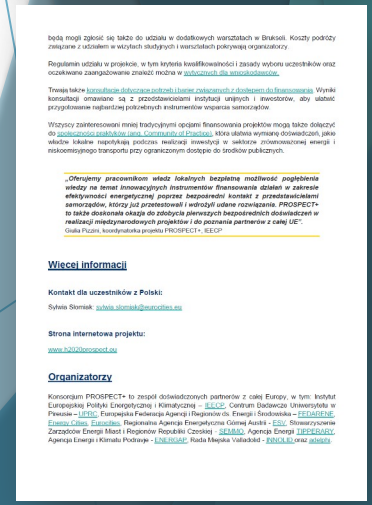 będą mogli zgłosić się także do udziału w dodatkowych warsztatach w Brukseli. Koszty podróży
związane z udziałem w wizytach studyjnych i warsztatach pokrywają organizatorzy.
Regulamin udziału w projekcie, w tym kryteria kwalifikowalności i zasady wyboru uczestników oraz
oczekiwane zaangażowanie znaleźć można w wytycznych dla wnioskodawców.
Trwają także konsultacje dotyczące potrzeb i barier związanych z dostępem do finansowania. Wyniki
konsultacji omawiane są z przedstawicielami instytucji unijnych i inwestorów, aby ułatwić
przygotowanie najbardziej potrzebnych instrumentów wsparcia samorządów.
Wszyscy zainteresowani mniej tradycyjnymi opcjami finansowania projektów mogą także dołączyć
do społeczności praktyków (ang. Community of Practice), która ułatwia wymianę doświadczeń, jakie
władze lokalne napotykają podczas realizacji inwestycji w sektorze zrównoważonej energii i
niskoemisyjnego transportu przy ograniczonym dostępie do środków publicznych.
„Oferujemy pracownikom władz lokalnych bezpłatną możliwość pogłębienia
wiedzy na temat innowacyjnych instrumentów finansowania działań w zakresie
efektywności energetycznej poprzez bezpośredni kontakt z przedstawicielami
samorządów, którzy już przetestowali i wdrożyli udane rozwiązania. PROSPECT+
to także doskonała okazja do zdobycia pierwszych bezpośrednich doświadczeń w
realizacji międzynarodowych projektów i do poznania partnerów z całej UE".
Giulia Pizzini, koordynatorka projektu PROSPECT+, IEECP
Więcej informacji
Kontakt dla uczestników z Polski:
Sylwia Słomiak: sylwia.slomiak@eurocities.eu
Strona internetowa projektu:
www.h2020prospect.eu
Organizatorzy
Konsorcjum PROSPECT+ to zespół doświadczonych partnerów z całej Europy, w tym: Instytut
Europejskiej Polityki Energetycznej i Klimatycznej – IEECP, Centrum Badawcze Uniwersytetu w
Pireusie – UPRC, Europejska Federacja Agencji i Regionów ds. Energii i Środowiska – FEDARENE,
Energy Cities, Eurocities, Regionalna Agencja Energetyczna Górnej Austrii - ESV, Stowarzyszenie
Zarządców Energii Miast i Regionów Republiki Czeskiej - SEMMO, Agencja Energii TIPPERARY,
Agencja Energii i Klimatu Podravje - ENERGAP, Rada Miejska Valladolid - INNOLID oraz adelphi.